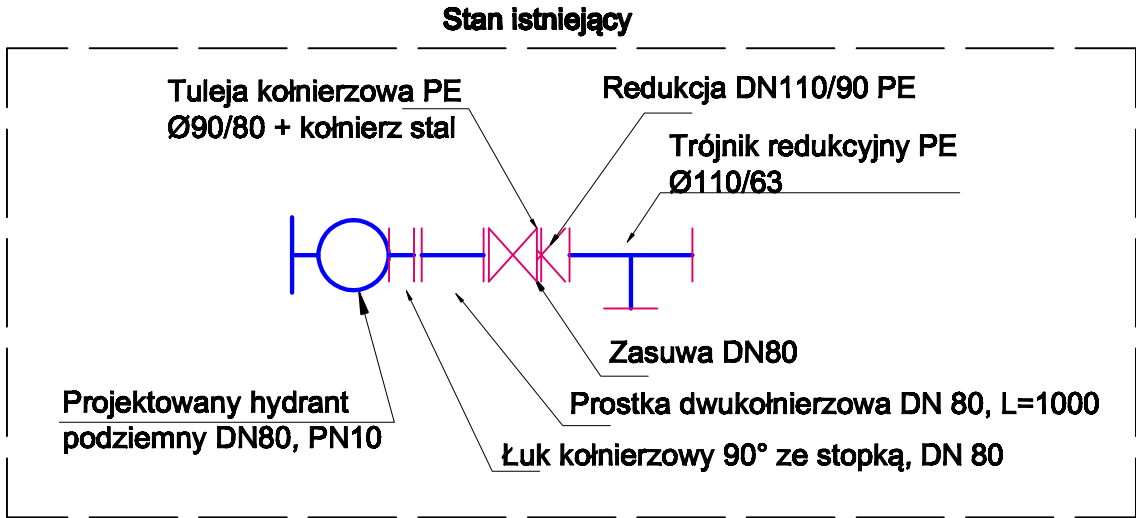 Stan istniejący
Tuleja kołnierzowa PE
Ø90/80 + kołnierz stal
Redukcja DN110/90 PE
Trójnik redukcyjny PE
Ø110/63
Zasuwa DN80
Prostka dwukołnierzowa DN 80, L=1000
Projektowany hydrant
podziemny DN80, PN10
Łuk kołnierzowy 90° ze stopką, DN 80